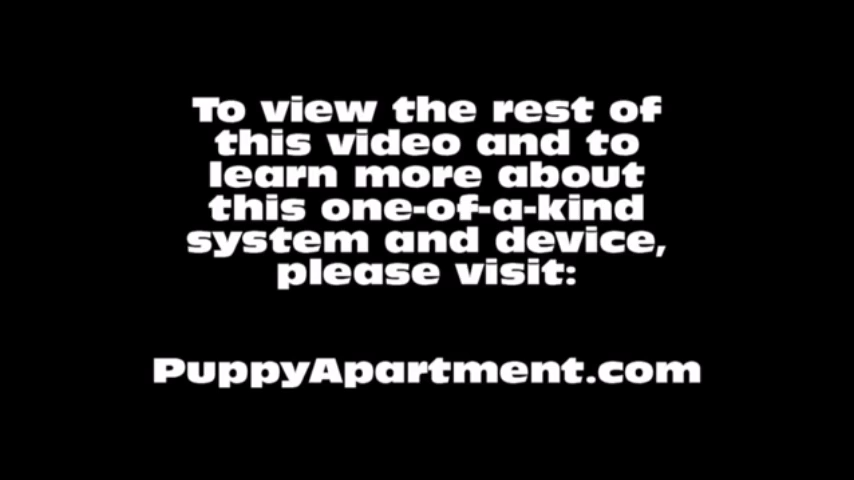 To view the rest of
this video and to
learn more about
this one-of-a-kind
system and device,
please visit:
PuppyApartment.com